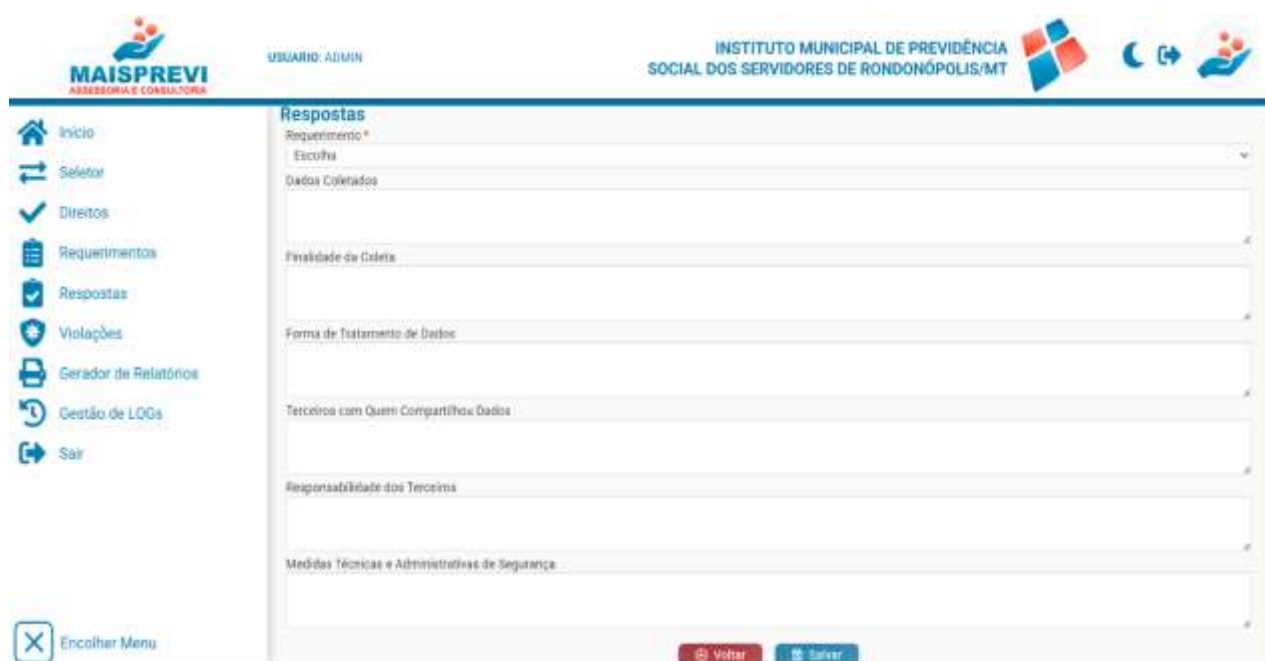 MAISPREVI
ASSESSORIA E CONSULTORIA
USUARIO: ADMIN
INSTITUTO MUNICIPAL DE PREVIDÊNCIA
SOCIAL DOS SERVIDORES DE RONDONÓPOLIS/MT
Início
Seletor
Direitos
Requerimentos
Respostas
Violações
Gerador de Relatórios
Gestão de LOGs
Sair
Encolher Menu
Respostas
Requerimento *
Escolha
Dados Coletados
Finalidade da Coleta
Forma de Tratamento de Dados
Terceiros com Quem Compartilhou Dados
Responsabilidade dos Terceiros
Medidas Técnicas e Administrativas de Segurança
Voltar
Salvar